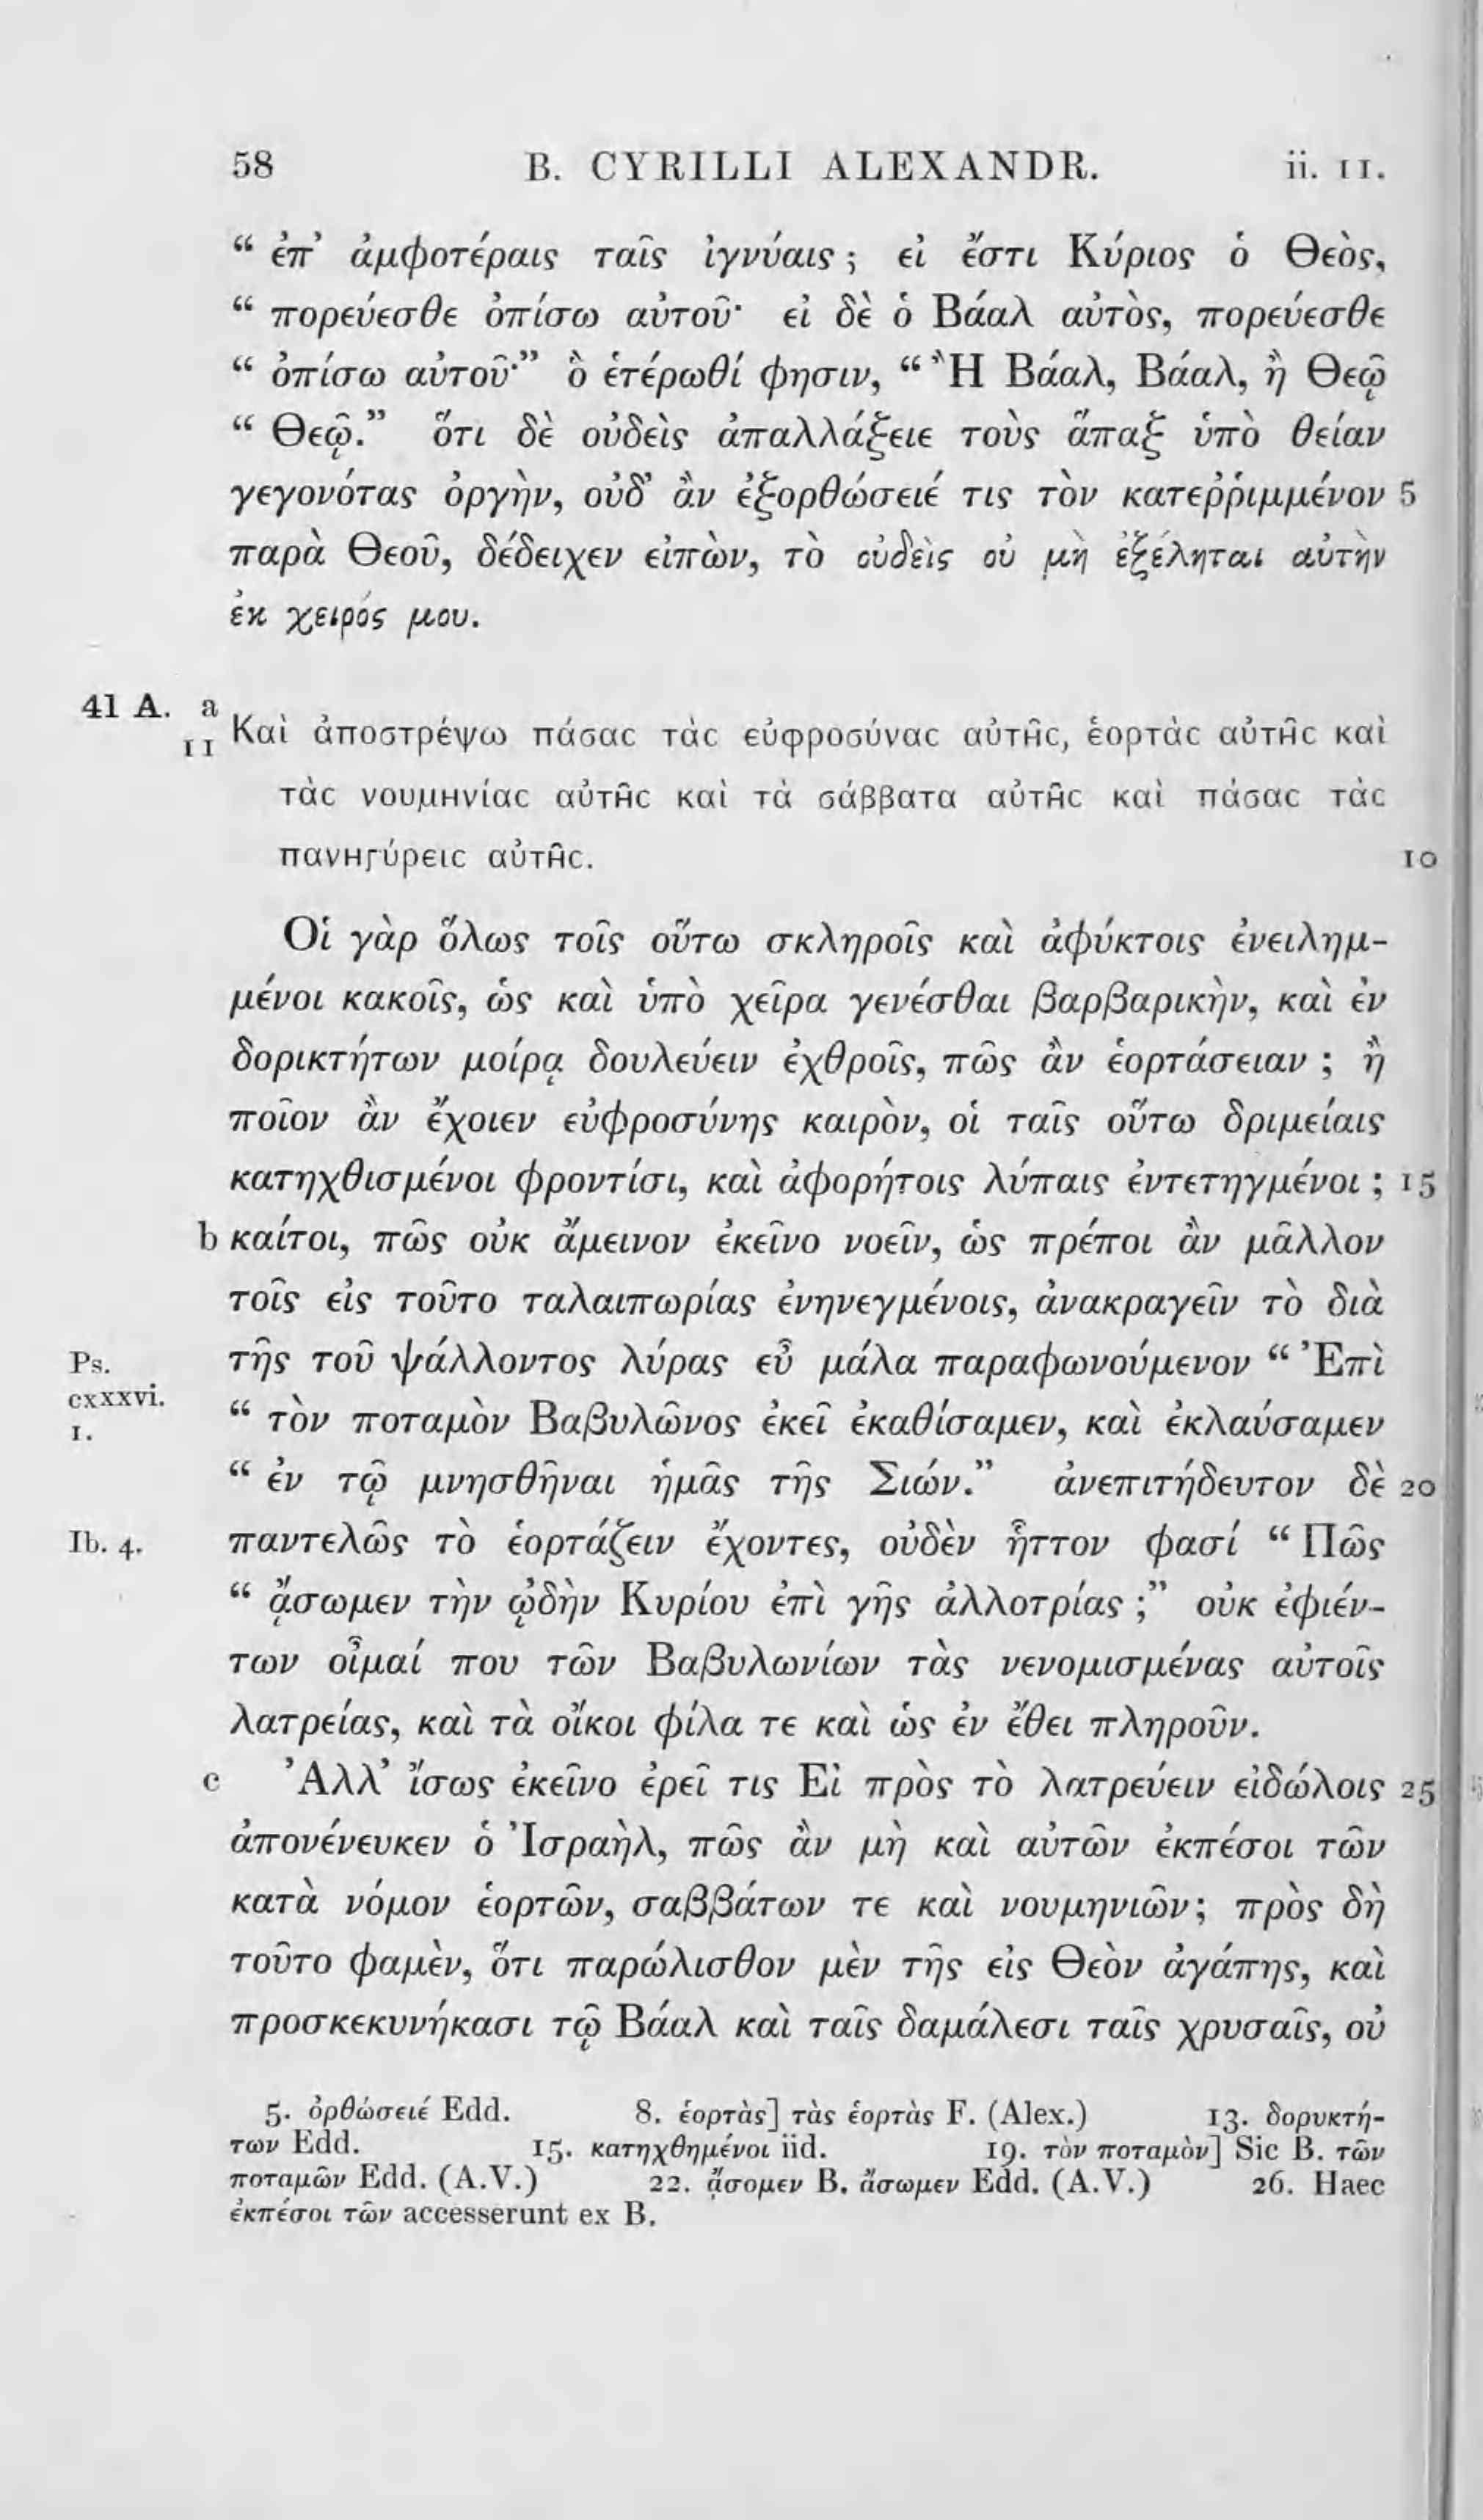 58 B. CYRILLI ALEXANDR. ii. 11.
“ ἐπ’ ἀμφοτέραις ταῖς ἰγνύαις ; εἰ ἔστι Κύριος ὁ Θεὸς,
“ πορεύεσθε ὀπίσω αὐτοῦ· εἰ δὲ ὁ Βάαλ αὐτὸς, πορεύεσθε
“ ὀπίσω αὐτοῦ·” ὃ ἑτέρωθί φησιν, “ Ἢ Βάαλ, Βάαλ, ἢ Θεῷ
“ Θεῷ.” ὅτι δὲ οὐδεὶς ἀπαλλάξειε τοὺς ἅπαξ ὑπὸ θείαν
γεγονότας ὀργὴν, οὐδ’ ἂν ἐξορθώσειέ τις τὸν κατεῤῥιμμένον 5
παρὰ Θεοῦ, δέδειχεν εἰπὼν, τὸ οὐδεὶς οὐ μὴ ἐξέληται αὐτὴν
ἐκ χειρός μου.
41 A. a
11 Καὶ ἀποστρέψω πάσας τὰς εὐφροσύνας αὐτῆς, ἑορτὰς αὐτῆς καὶ
τὰς νουμηνίας αὐτῆς καὶ τὰ σάββατα αὐτῆς καὶ πάσας τὰς
πανηγύρεις αὐτῆς. 10
Οἱ γὰρ ὅλως τοῖς οὕτω σκληροῖς καὶ ἀφύκτοις ἐνειλημ-
μένοι κακοῖς, ὡς καὶ ὑπὸ χεῖρα γενέσθαι βαρβαρικὴν, καὶ ἐν
δορικτήτων μοίρᾳ δουλεύειν ἐχθροῖς, πῶς ἂν ἑορτάσειαν ; ἢ
ποῖον ἂν ἔχοιεν εὐφροσύνης καιρὸν, οἱ ταῖς οὕτω δριμείαις
κατηχθισμένοι φροντίσι, καὶ ἀφορήτοις λύπαις ἐντετηγμένοι ; 15
b καίτοι, πῶς οὐκ ἄμεινον ἐκεῖνο νοεῖν, ὡς πρέποι ἂν μᾶλλον
τοῖς εἰς τοῦτο ταλαιπωρίας ἐνηνεγμένοις, ἀνακραγεῖν τὸ διὰ
Ps. τῆς τοῦ ψάλλοντος λύρας εὖ μάλα παραφωνούμενον “ Ἐπὶ
cxxxvi. 1. “ τὸν ποταμὸν Βαβυλῶνος ἐκεῖ ἐκαθίσαμεν, καὶ ἐκλαύσαμεν
“ ἐν τῷ μνησθῆναι ἡμᾶς τῆς Σιών.” ἀνεπιτήδευτον δὲ 20
Ib. 4. παντελῶς τὸ ἑορτάζειν ἔχοντες, οὐδὲν ἧττον φασί “ Πῶς
“ ᾄσωμεν τὴν ᾠδὴν Κυρίου ἐπὶ γῆς ἀλλοτρίας ;” οὐκ ἐφιέν-
των οἶμαί που τῶν Βαβυλωνίων τὰς νενομισμένας αὐτοῖς
λατρείας, καὶ τὰ οἴκοι φίλα τε καὶ ὡς ἐν ἔθει πληροῦν.
c Ἀλλ’ ἴσως ἐκεῖνο ἐρεῖ τις Εἰ πρὸς τὸ λατρεύειν εἰδώλοις 25
ἀπονένευκεν ὁ Ἰσραὴλ, πῶς ἂν μὴ καὶ αὐτῶν ἐκπέσοι τῶν
κατὰ νόμον ἑορτῶν, σαββάτων τε καὶ νουμηνιῶν; πρὸς δὴ
τοῦτο φαμὲν, ὅτι παρώλισθον μὲν τῆς εἰς Θεὸν ἀγάπης, καὶ
προσκεκυνήκασι τῷ Βάαλ καὶ ταῖς δαμάλεσι ταῖς χρυσαῖς, οὐ
5. ὀρθώσειέ Edd. 8. ἑορτὰς] τὰς ἑορτὰς F. (Alex.) 13. δορυκτή-
των Edd. 15. κατηχθημένοι iid. 19. τὸν ποταμὸν] Sic B. τῶν
ποταμῶν Edd. (A.V.) 22. ᾄσομεν B. ᾄσωμεν Edd. (A.V.) 26. Haec
ἐκπέσοι τῶν accesserunt ex B.